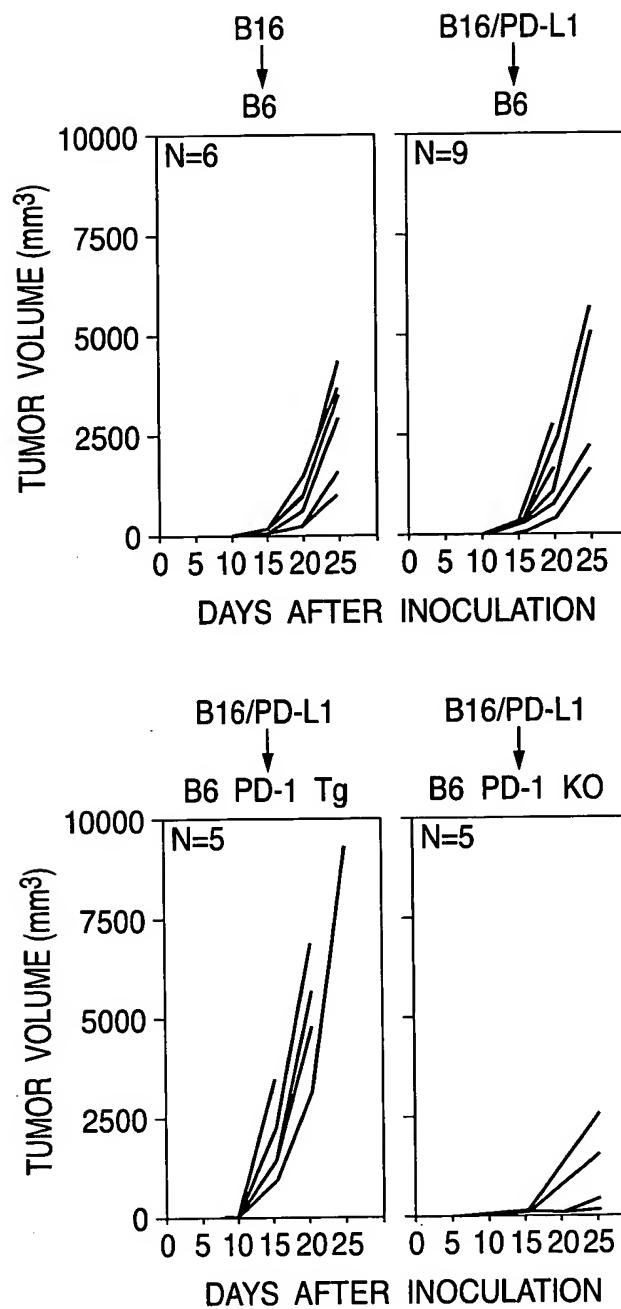 B16 B16/PD-L1
B6 B6
10000
7500
5000
2500
0
N=6 N=9
TUMOR VOLUME (mm³)
0 5 10 15 20 25 0 5 10 15 20 25
DAYS AFTER INOCULATION
B16/PD-L1 B16/PD-L1
B6 PD-1 Tg B6 PD-1 KO
10000
7500
5000
2500
0
N=5 N=5
TUMOR VOLUME (mm³)
0 5 10 15 20 25 0 5 10 15 20 25
DAYS AFTER INOCULATION